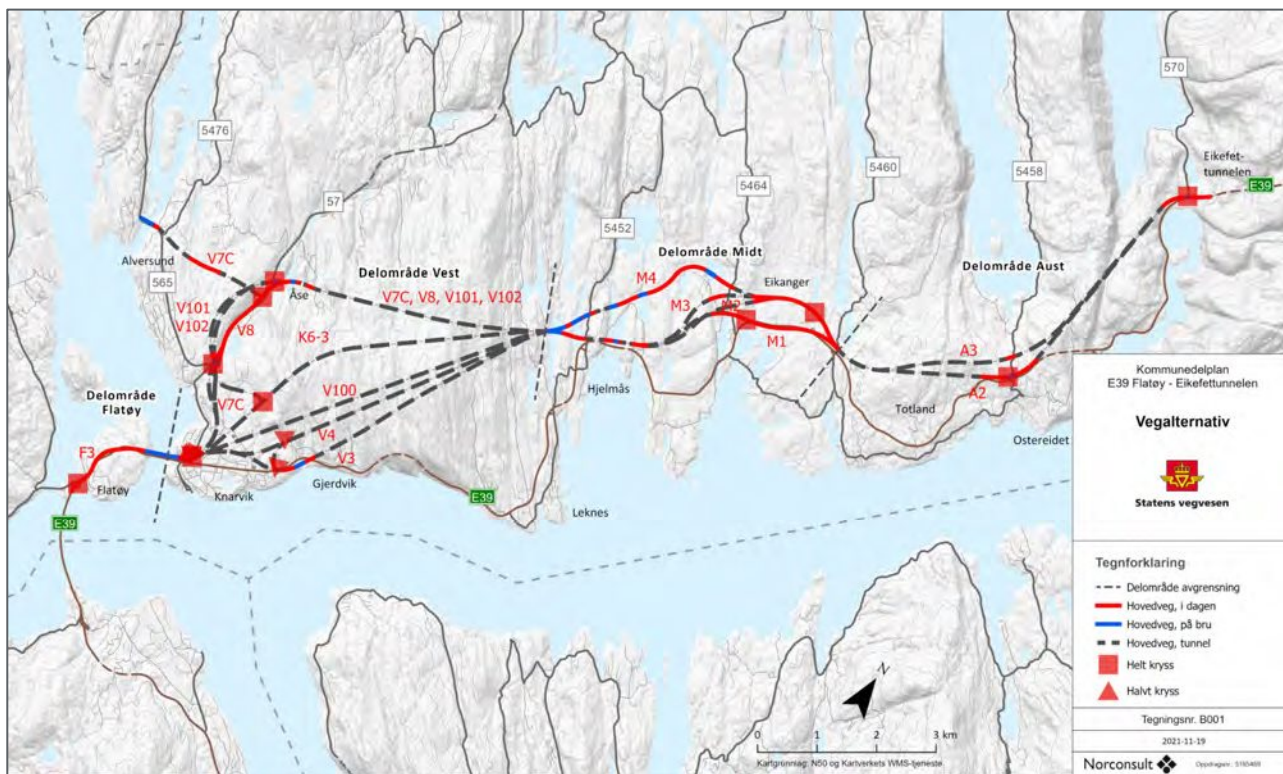 570
Eikefet-
tunnelen
E39
5476
5460
5458
5464
57
5452
Delområde Midt
Delområde Aust
Alversund
V7C
Delområde Vest
M4
Eikanger
565
Åse
V7C, V8, V101, V102
M3
M2
V101
V102
V8
K6-3
M1
A3
V100
Hjelmås
A2
Delområde
Flatøy
V7C
Totland
V4
Ostereidet
F3
V3
Flatøy
Knarvik
Gjerdvik
E39
Leknes
E39
N
0 1 2 3 km
Kartgrunnlag: N50 og Kartverkets WMS-tjeneste
Kommunedelplan
E39 Flatøy - Eikefettunnelen
Vegalternativ
Statens vegvesen
Tegnforklaring
Delområde avgrensning
Hovedveg, i dagen
Hovedveg, på bru
Hovedveg, tunnel
Helt kryss
Halvt kryss
Tegningsnr. B001
2021-11-19
Norconsult
Oppdragsnr.: 5185469